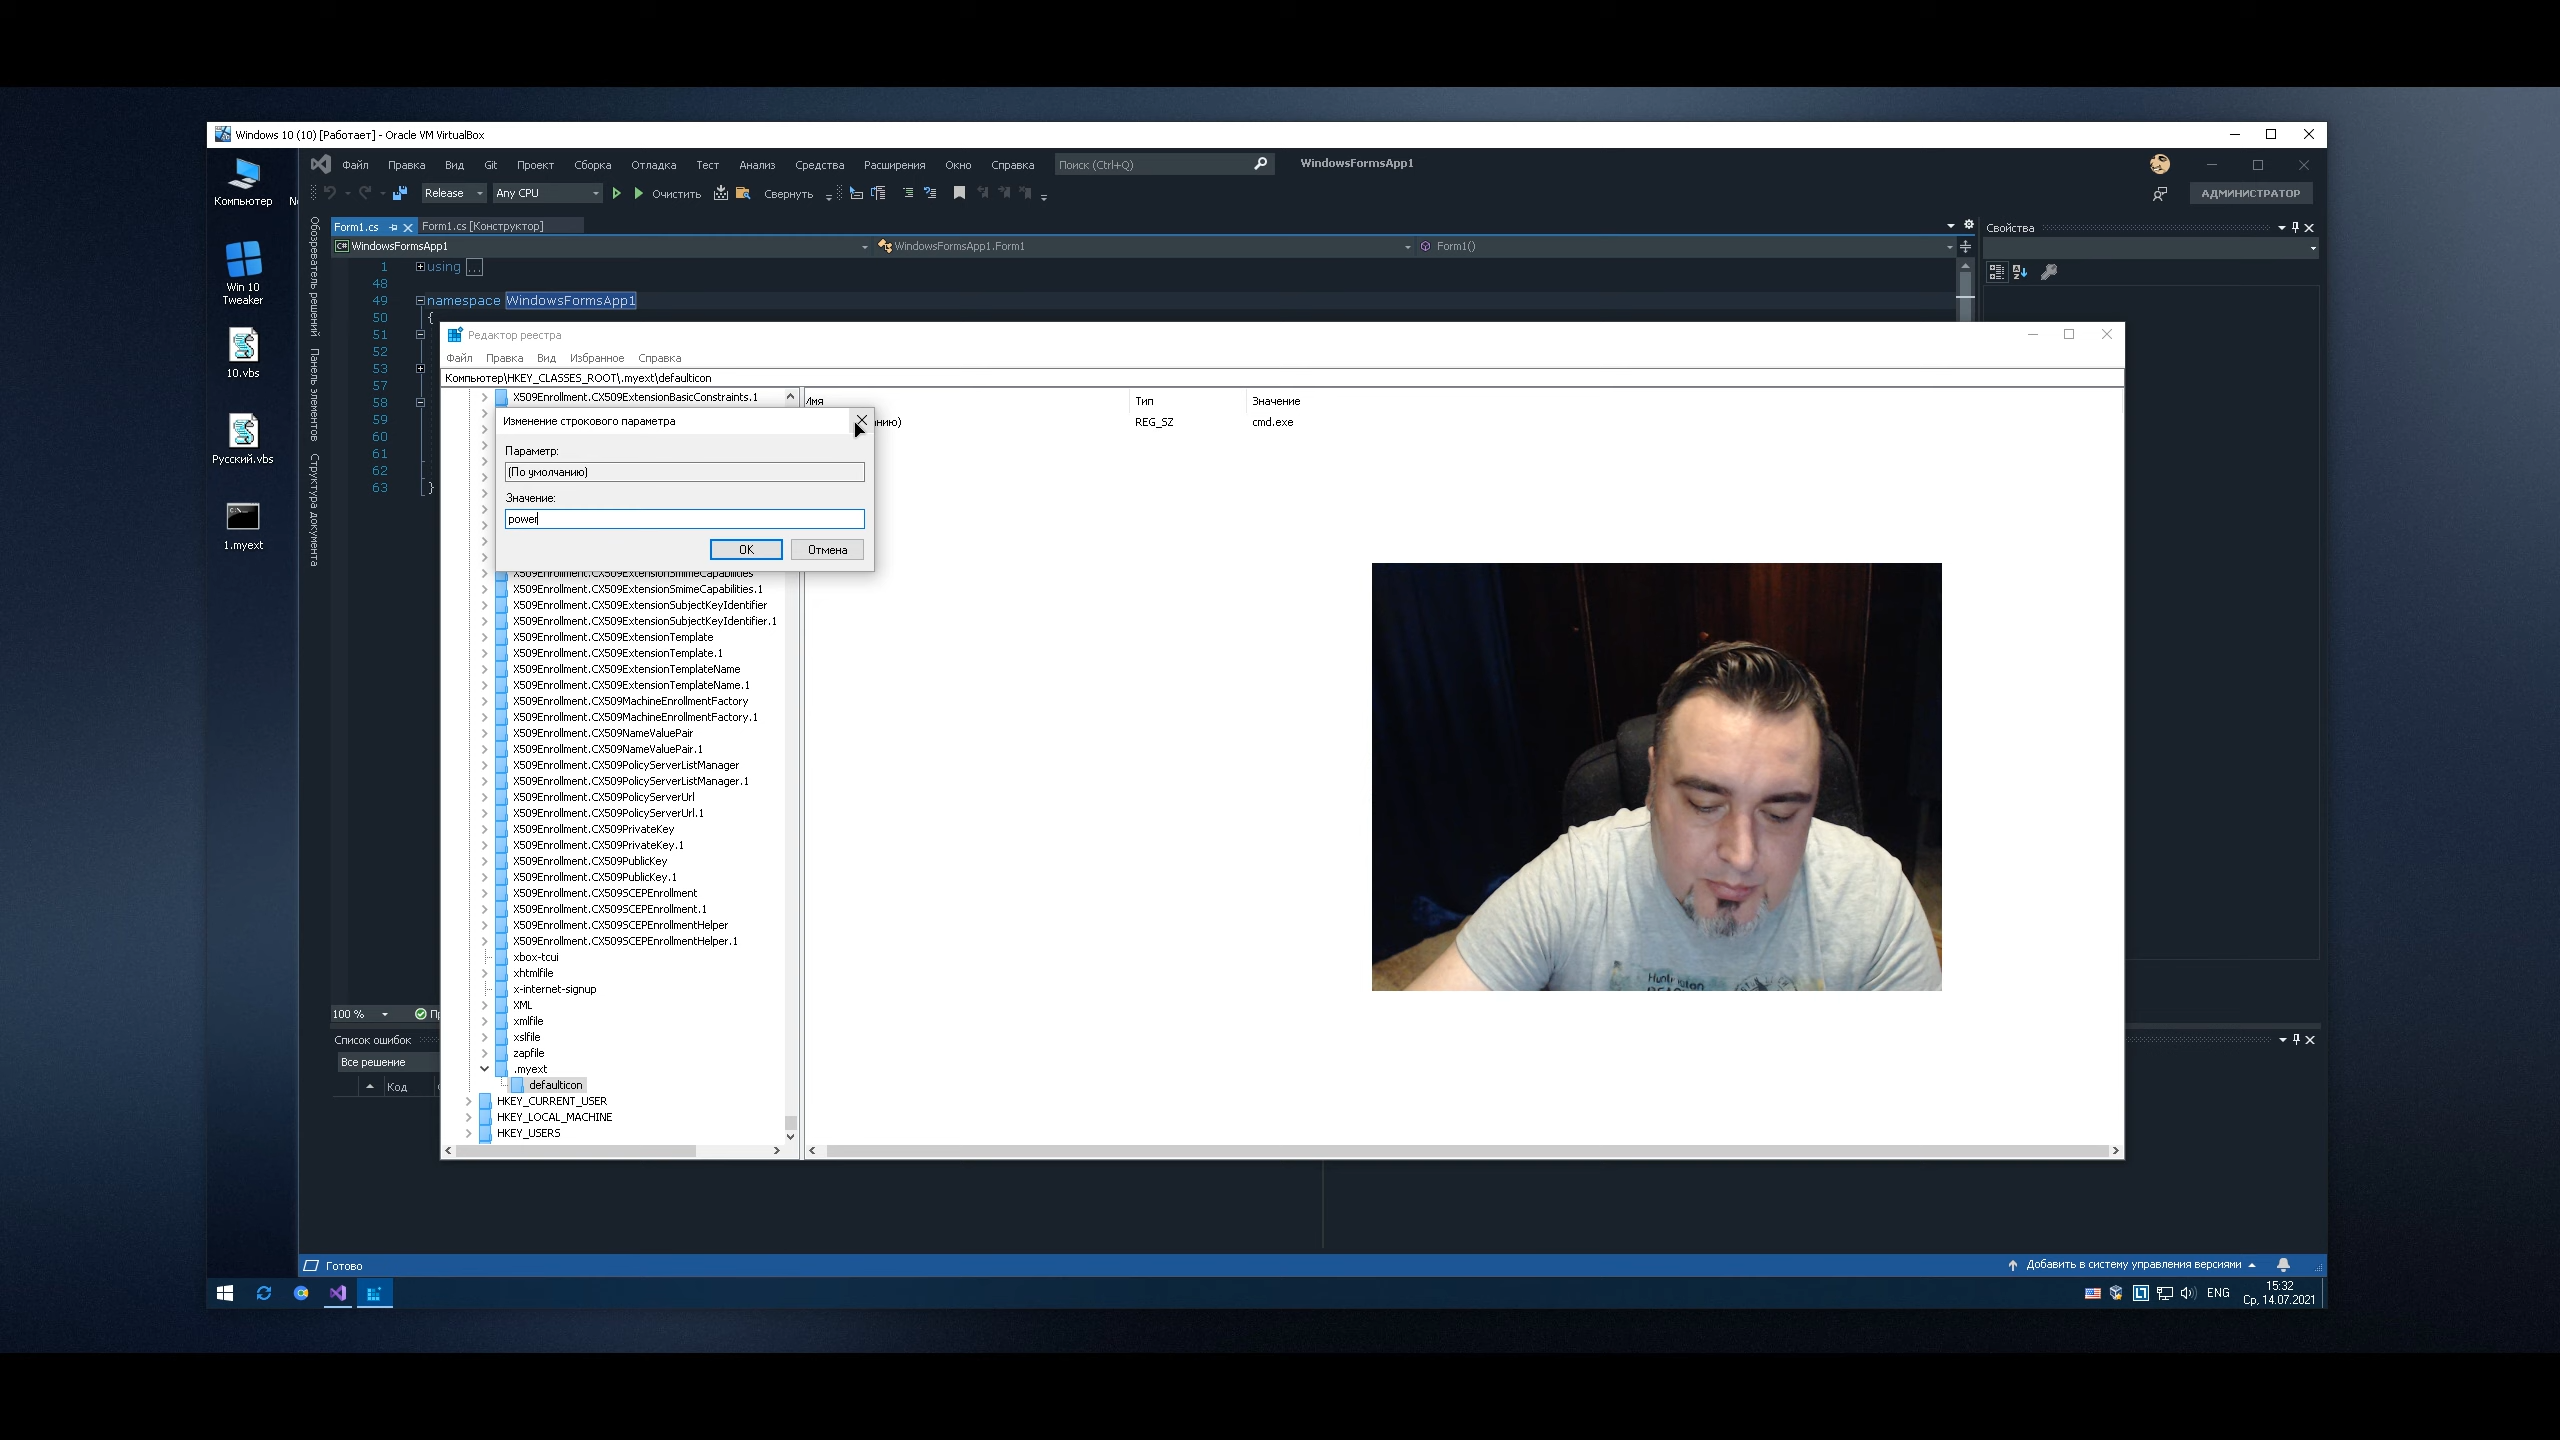 Windows 10 (10) [Работает] - Oracle VM VirtualBox
Компьютер
Win 10
Tweaker
10.vbs
Русский.vbs
1.myext
Файл Правка Вид Git Проект Сборка Отладка Тест Анализ Средства Расширения Окно Справка Поиск (Ctrl+Q) WindowsFormsApp1
Release Any CPU Очистить Свернуть АДМИНИСТРАТОР
Обозреватель решений
Панель элементов
Структура документа
Form1.cs Form1.cs [Конструктор]
WindowsFormsApp1 WindowsFormsApp1.Form1 Form1()
Свойства
1 using ...
48
49 namespace WindowsFormsApp1
50 {
51
52
53
57
58
59
60
61
62
63 }
Редактор реестра
Файл Правка Вид Избранное Справка
Компьютер\HKEY_CLASSES_ROOT\.myext\defaulticon
X509Enrollment.CX509ExtensionBasicConstraints.1
Имя Тип Значение
нию) REG_SZ cmd.exe
Изменение строкового параметра
Параметр:
(По умолчанию)
Значение:
power
OK Отмена
X509Enrollment.CX509ExtensionSmimeCapabilities
X509Enrollment.CX509ExtensionSmimeCapabilities.1
X509Enrollment.CX509ExtensionSubjectKeyIdentifier
X509Enrollment.CX509ExtensionSubjectKeyIdentifier.1
X509Enrollment.CX509ExtensionTemplate
X509Enrollment.CX509ExtensionTemplate.1
X509Enrollment.CX509ExtensionTemplateName
X509Enrollment.CX509ExtensionTemplateName.1
X509Enrollment.CX509MachineEnrollmentFactory
X509Enrollment.CX509MachineEnrollmentFactory.1
X509Enrollment.CX509NameValuePair
X509Enrollment.CX509NameValuePair.1
X509Enrollment.CX509PolicyServerListManager
X509Enrollment.CX509PolicyServerListManager.1
X509Enrollment.CX509PolicyServerUrl
X509Enrollment.CX509PolicyServerUrl.1
X509Enrollment.CX509PrivateKey
X509Enrollment.CX509PrivateKey.1
X509Enrollment.CX509PublicKey
X509Enrollment.CX509PublicKey.1
X509Enrollment.CX509SCEPEnrollment
X509Enrollment.CX509SCEPEnrollment.1
X509Enrollment.CX509SCEPEnrollmentHelper
X509Enrollment.CX509SCEPEnrollmentHelper.1
xbox-tcui
xhtmlfile
x-internet-signup
XML
xmlfile
xslfile
zapfile
.myext
defaulticon
HKEY_CURRENT_USER
HKEY_LOCAL_MACHINE
HKEY_USERS
100 %
Список ошибок
Все решение
Код
Готово
Добавить в систему управления версиями
ENG
15:32
Ср, 14.07.2021